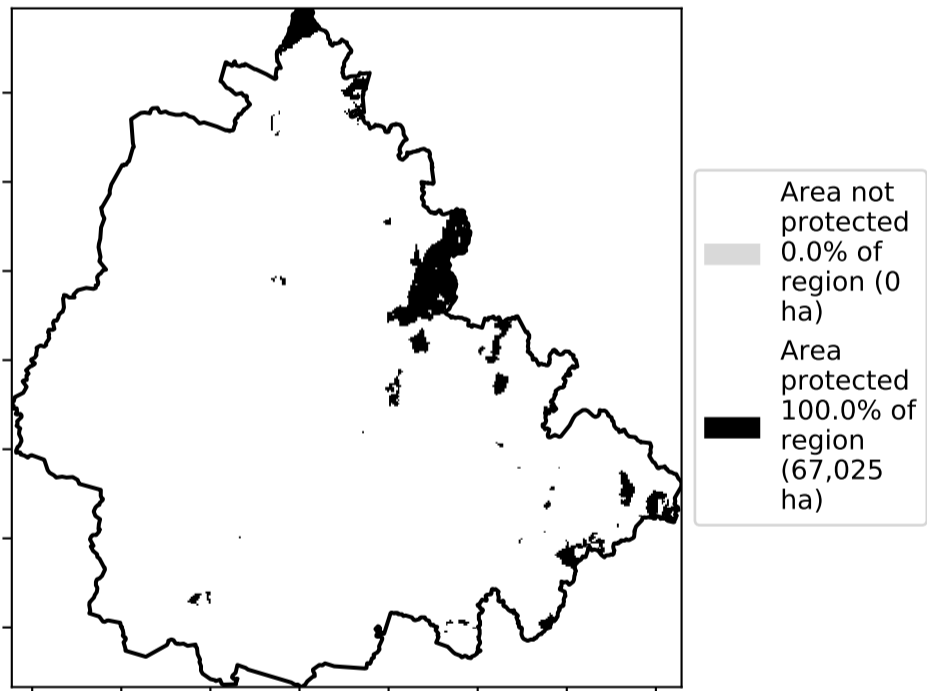 Area not
protected
0.0% of
region (0
ha)
Area
protected
100.0% of
region
(67,025
ha)